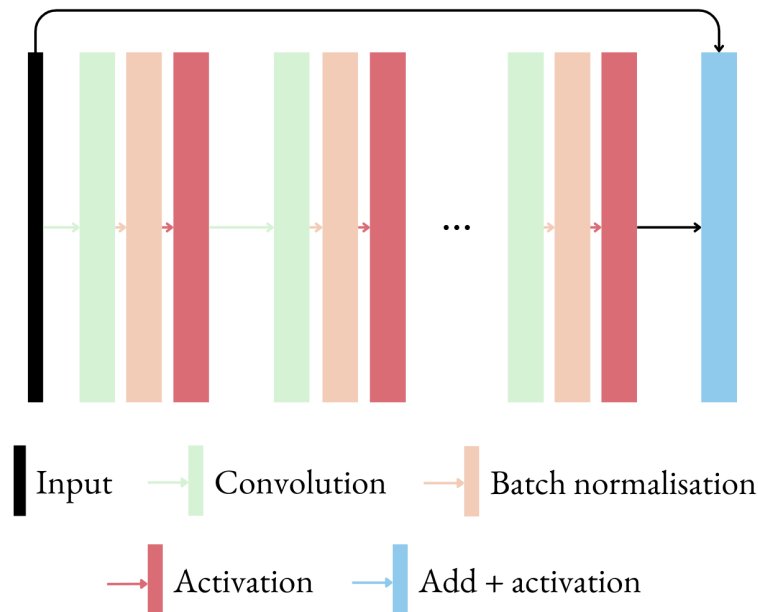 ...
Input
Convolution
Batch normalisation
Activation
Add + activation